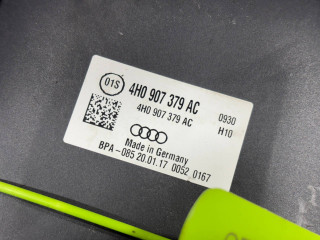 01S
4H0 907 379 AC
4H0 907 379 AC
0930
H10
Made in Germany
BPA-085 20.01.17 0052 0167